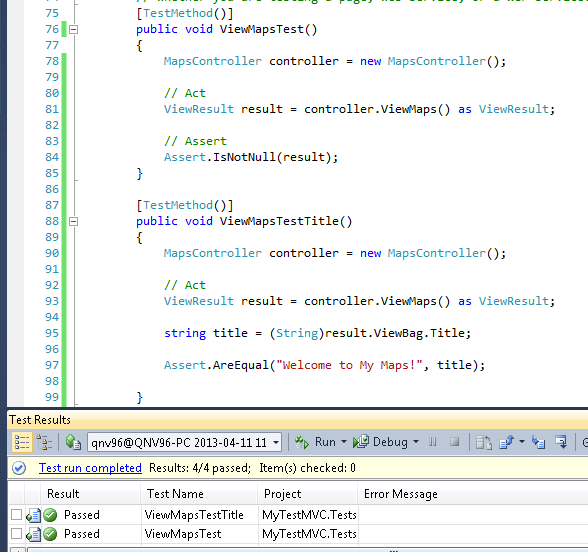 75 [TestMethod()]
76 public void ViewMapsTest()
77 {
78 MapsController controller = new MapsController();
79
80 // Act
81 ViewResult result = controller.ViewMaps() as ViewResult;
82
83 // Assert
84 Assert.IsNotNull(result);
85 }
86
87 [TestMethod()]
88 public void ViewMapsTestTitle()
89 {
90 MapsController controller = new MapsController();
91
92 // Act
93 ViewResult result = controller.ViewMaps() as ViewResult;
94
95 string title = (String)result.ViewBag.Title;
96
97 Assert.AreEqual("Welcome to My Maps!", title);
98
99 }
Test Results
qnv96@QNV96-PC 2013-04-11 11 Run Debug
Test run completed Results: 4/4 passed; Item(s) checked: 0
Result Test Name Project Error Message
Passed ViewMapsTestTitle MyTestMVC.Tests
Passed ViewMapsTest MyTestMVC.Tests